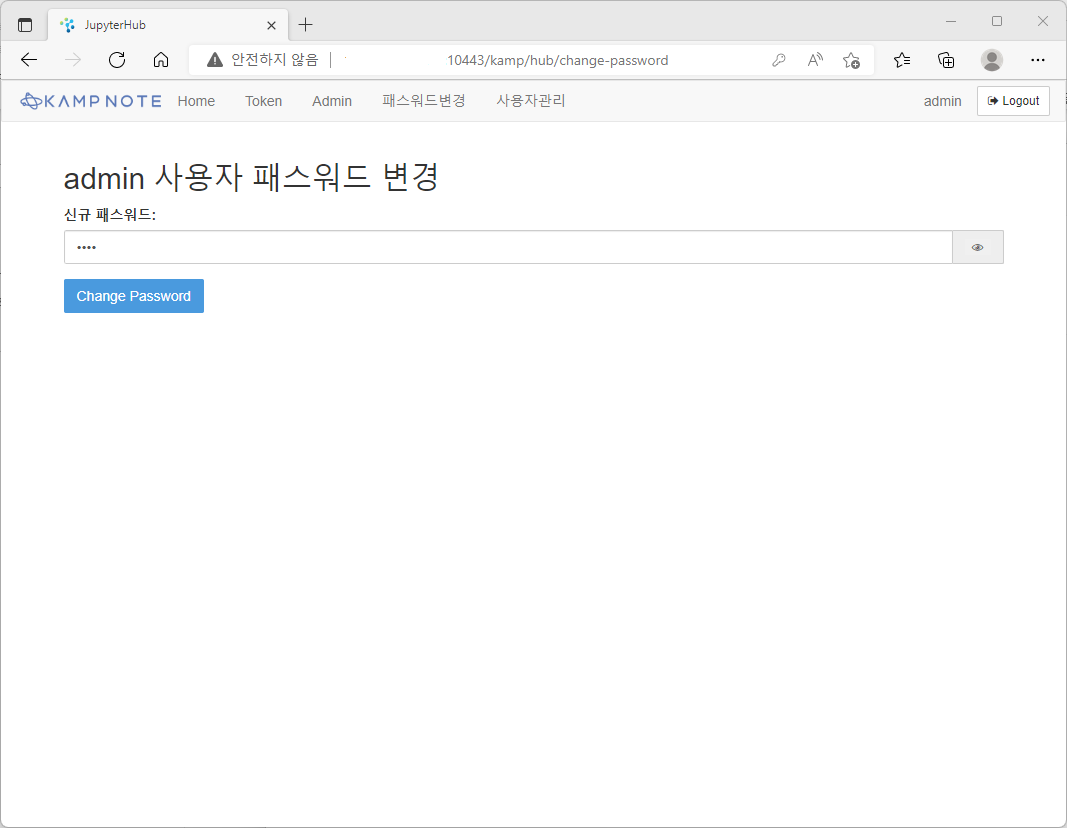 JupyterHub
안전하지 않음 10443/kamp/hub/change-password
KAMP NOTE Home Token Admin 패스워드변경 사용자관리 admin Logout
admin 사용자 패스워드 변경
신규 패스워드:
••••
Change Password